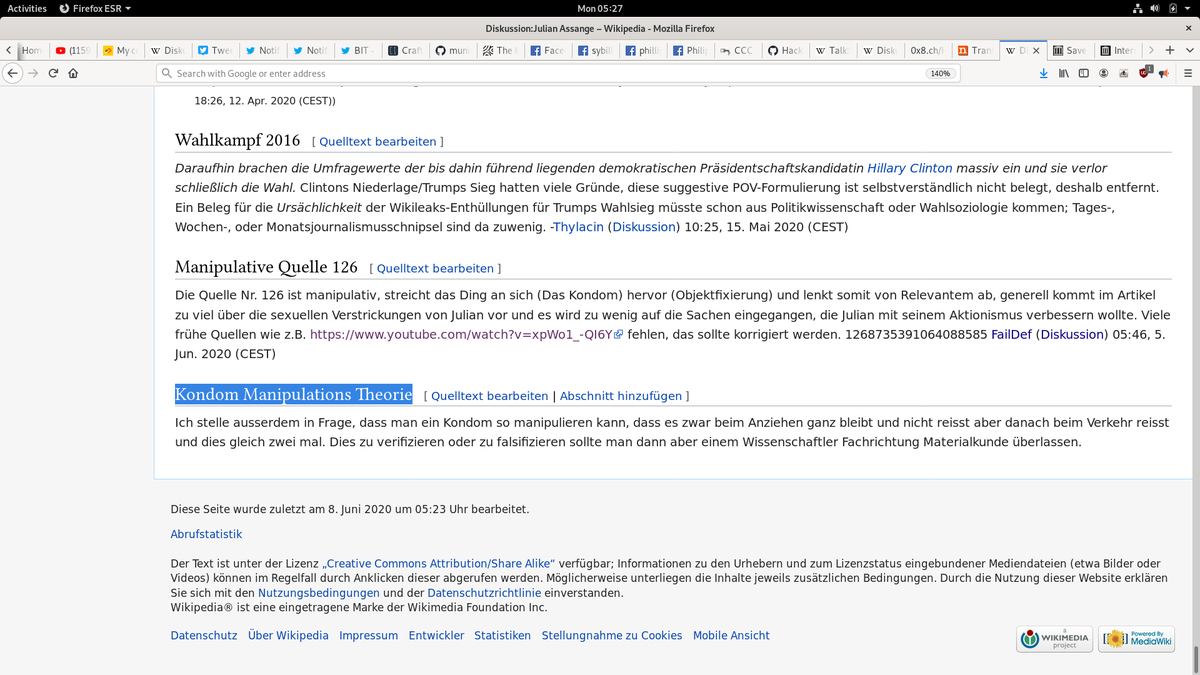 Activities Firefox ESR Mon 05:27
Diskussion:Julian Assange – Wikipedia - Mozilla Firefox
Hom (1159 My c W Disk Twe Notif Notif BIT - Craft mun The I Face sybil philli Phili CCC Hack W Talk: W Disk 0x8.ch/ Tran W D Save Inter
Search with Google or enter address 140% 1
18:26, 12. Apr. 2020 (CEST))
Wahlkampf 2016 [ Quelltext bearbeiten ]
Daraufhin brachen die Umfragewerte der bis dahin führend liegenden demokratischen Präsidentschaftskandidatin Hillary Clinton massiv ein und sie verlor
schließlich die Wahl. Clintons Niederlage/Trumps Sieg hatten viele Gründe, diese suggestive POV-Formulierung ist selbstverständlich nicht belegt, deshalb entfernt.
Ein Beleg für die Ursächlichkeit der Wikileaks-Enthüllungen für Trumps Wahlsieg müsste schon aus Politikwissenschaft oder Wahlsoziologie kommen; Tages-,
Wochen-, oder Monatsjournalismusschnipsel sind da zuwenig. -Thylacin (Diskussion) 10:25, 15. Mai 2020 (CEST)
Manipulative Quelle 126 [ Quelltext bearbeiten ]
Die Quelle Nr. 126 ist manipulativ, streicht das Ding an sich (Das Kondom) hervor (Objektfixierung) und lenkt somit von Relevantem ab, generell kommt im Artikel
zu viel über die sexuellen Verstrickungen von Julian vor und es wird zu wenig auf die Sachen eingegangen, die Julian mit seinem Aktionismus verbessern wollte. Viele
frühe Quellen wie z.B. https://www.youtube.com/watch?v=xpWo1_-QI6Y fehlen, das sollte korrigiert werden. 1268735391064088585 FailDef (Diskussion) 05:46, 5.
Jun. 2020 (CEST)
Kondom Manipulations Theorie [ Quelltext bearbeiten | Abschnitt hinzufügen ]
Ich stelle ausserdem in Frage, dass man ein Kondom so manipulieren kann, dass es zwar beim Anziehen ganz bleibt und nicht reisst aber danach beim Verkehr reisst
und dies gleich zwei mal. Dies zu verifizieren oder zu falsifizieren sollte man dann aber einem Wissenschaftler Fachrichtung Materialkunde überlassen.
Diese Seite wurde zuletzt am 8. Juni 2020 um 05:23 Uhr bearbeitet.
Abrufstatistik
Der Text ist unter der Lizenz „Creative Commons Attribution/Share Alike“ verfügbar; Informationen zu den Urhebern und zum Lizenzstatus eingebundener Mediendateien (etwa Bilder oder
Videos) können im Regelfall durch Anklicken dieser abgerufen werden. Möglicherweise unterliegen die Inhalte jeweils zusätzlichen Bedingungen. Durch die Nutzung dieser Website erklären
Sie sich mit den Nutzungsbedingungen und der Datenschutzrichtlinie einverstanden.
Wikipedia® ist eine eingetragene Marke der Wikimedia Foundation Inc.
Datenschutz Über Wikipedia Impressum Entwickler Statistiken Stellungnahme zu Cookies Mobile Ansicht
A WIKIMEDIA project Powered By MediaWiki